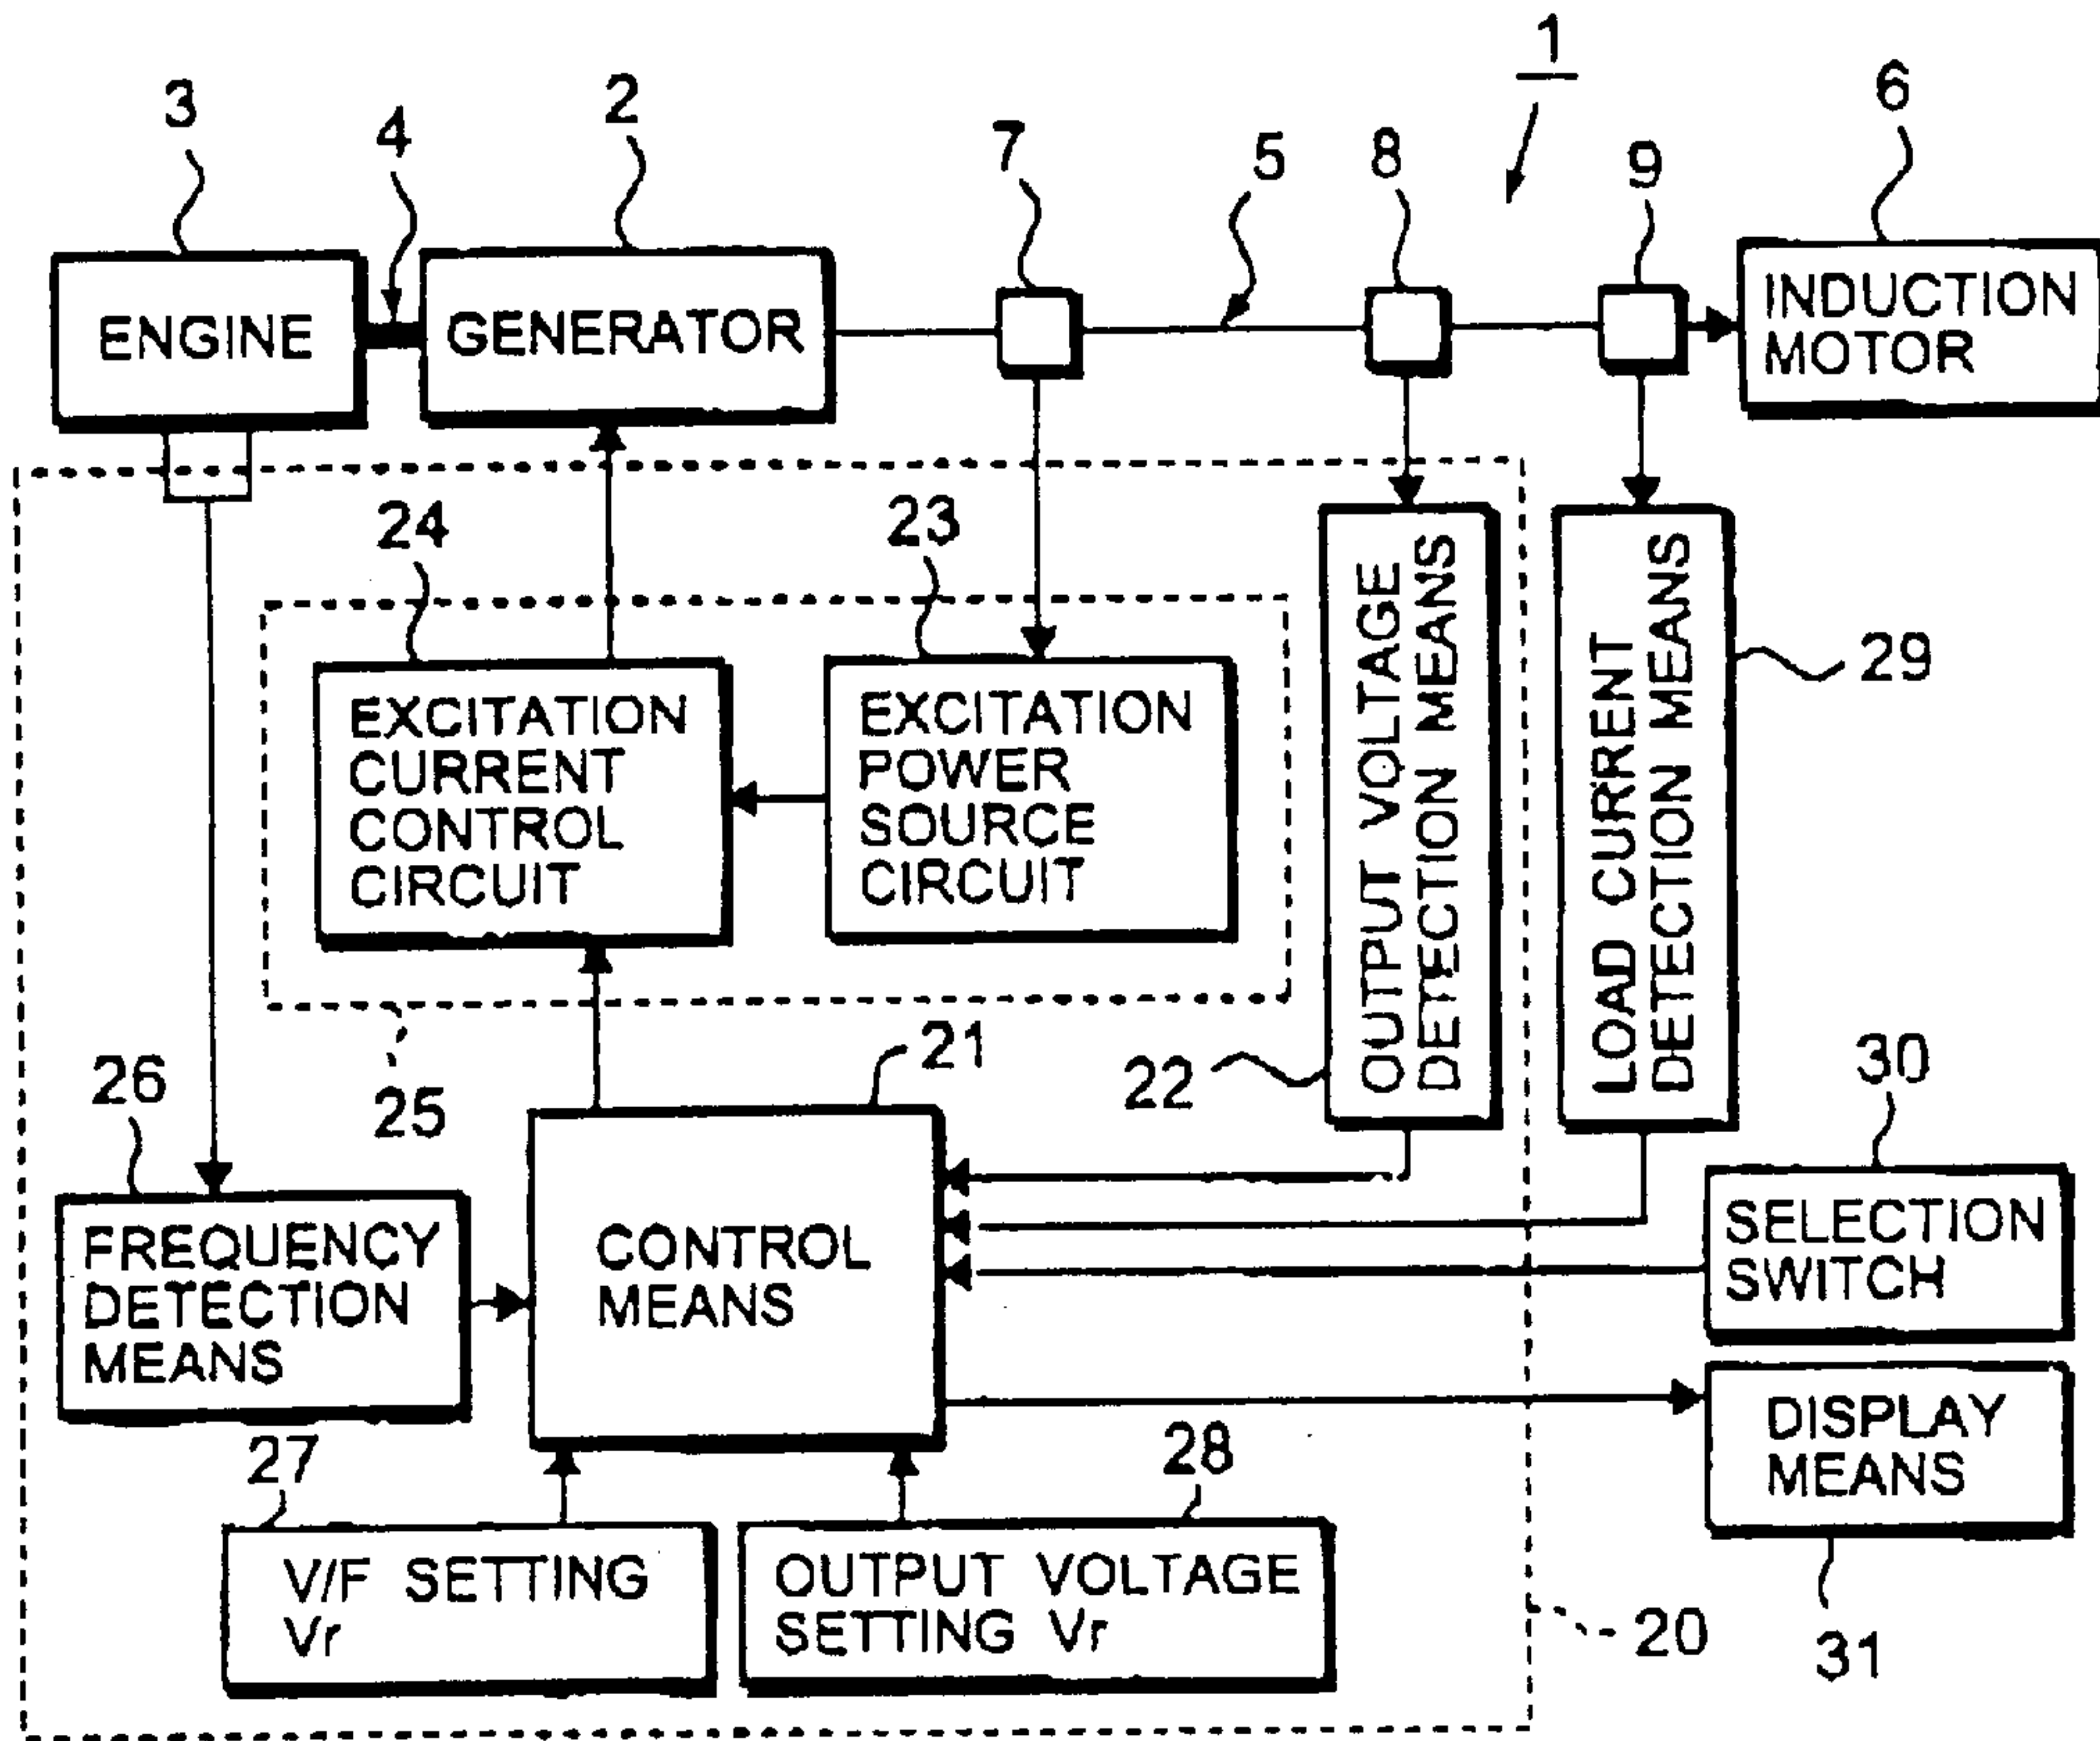 1
3
4
2
7
5
8
9
6
ENGINE
GENERATOR
INDUCTION
MOTOR
24
23
EXCITATION
CURRENT
CONTROL
CIRCUIT
EXCITATION
POWER
SOURCE
CIRCUIT
OUTPUT VOLTAGE
DETECTION MEANS
LOAD CURRENT
DETECTION MEANS
29
26
25
21
22
30
FREQUENCY
DETECTION
MEANS
CONTROL
MEANS
SELECTION
SWITCH
DISPLAY
MEANS
27
28
V/F SETTING
Vr
OUTPUT VOLTAGE
SETTING Vr
20
31